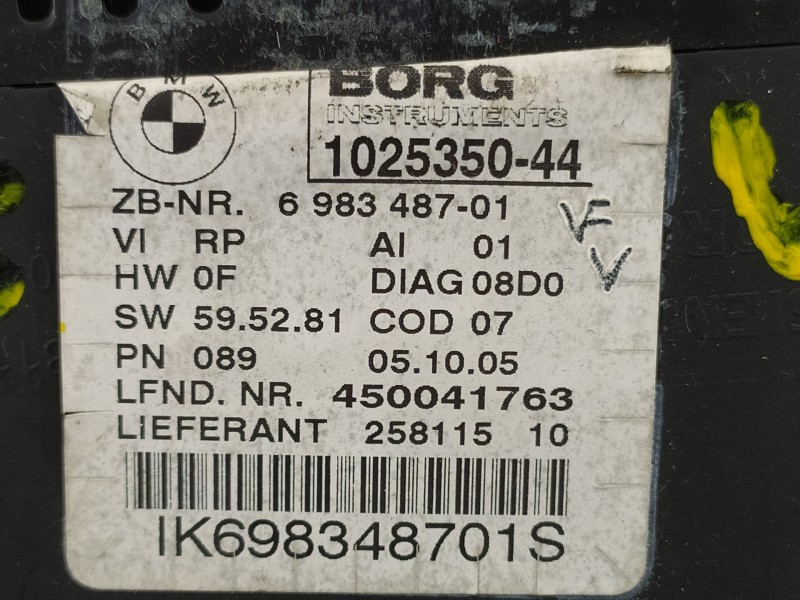 BMW
BORG
INSTRUMENTS
1025350-44
ZB-NR. 6 983 487-01
VF
VI RP AI 01
V
HW 0F DIAG 08D0
SW 59.52.81 COD 07
PN 089 05.10.05
LFND. NR. 450041763
LIEFERANT 258115 10
IK698348701S